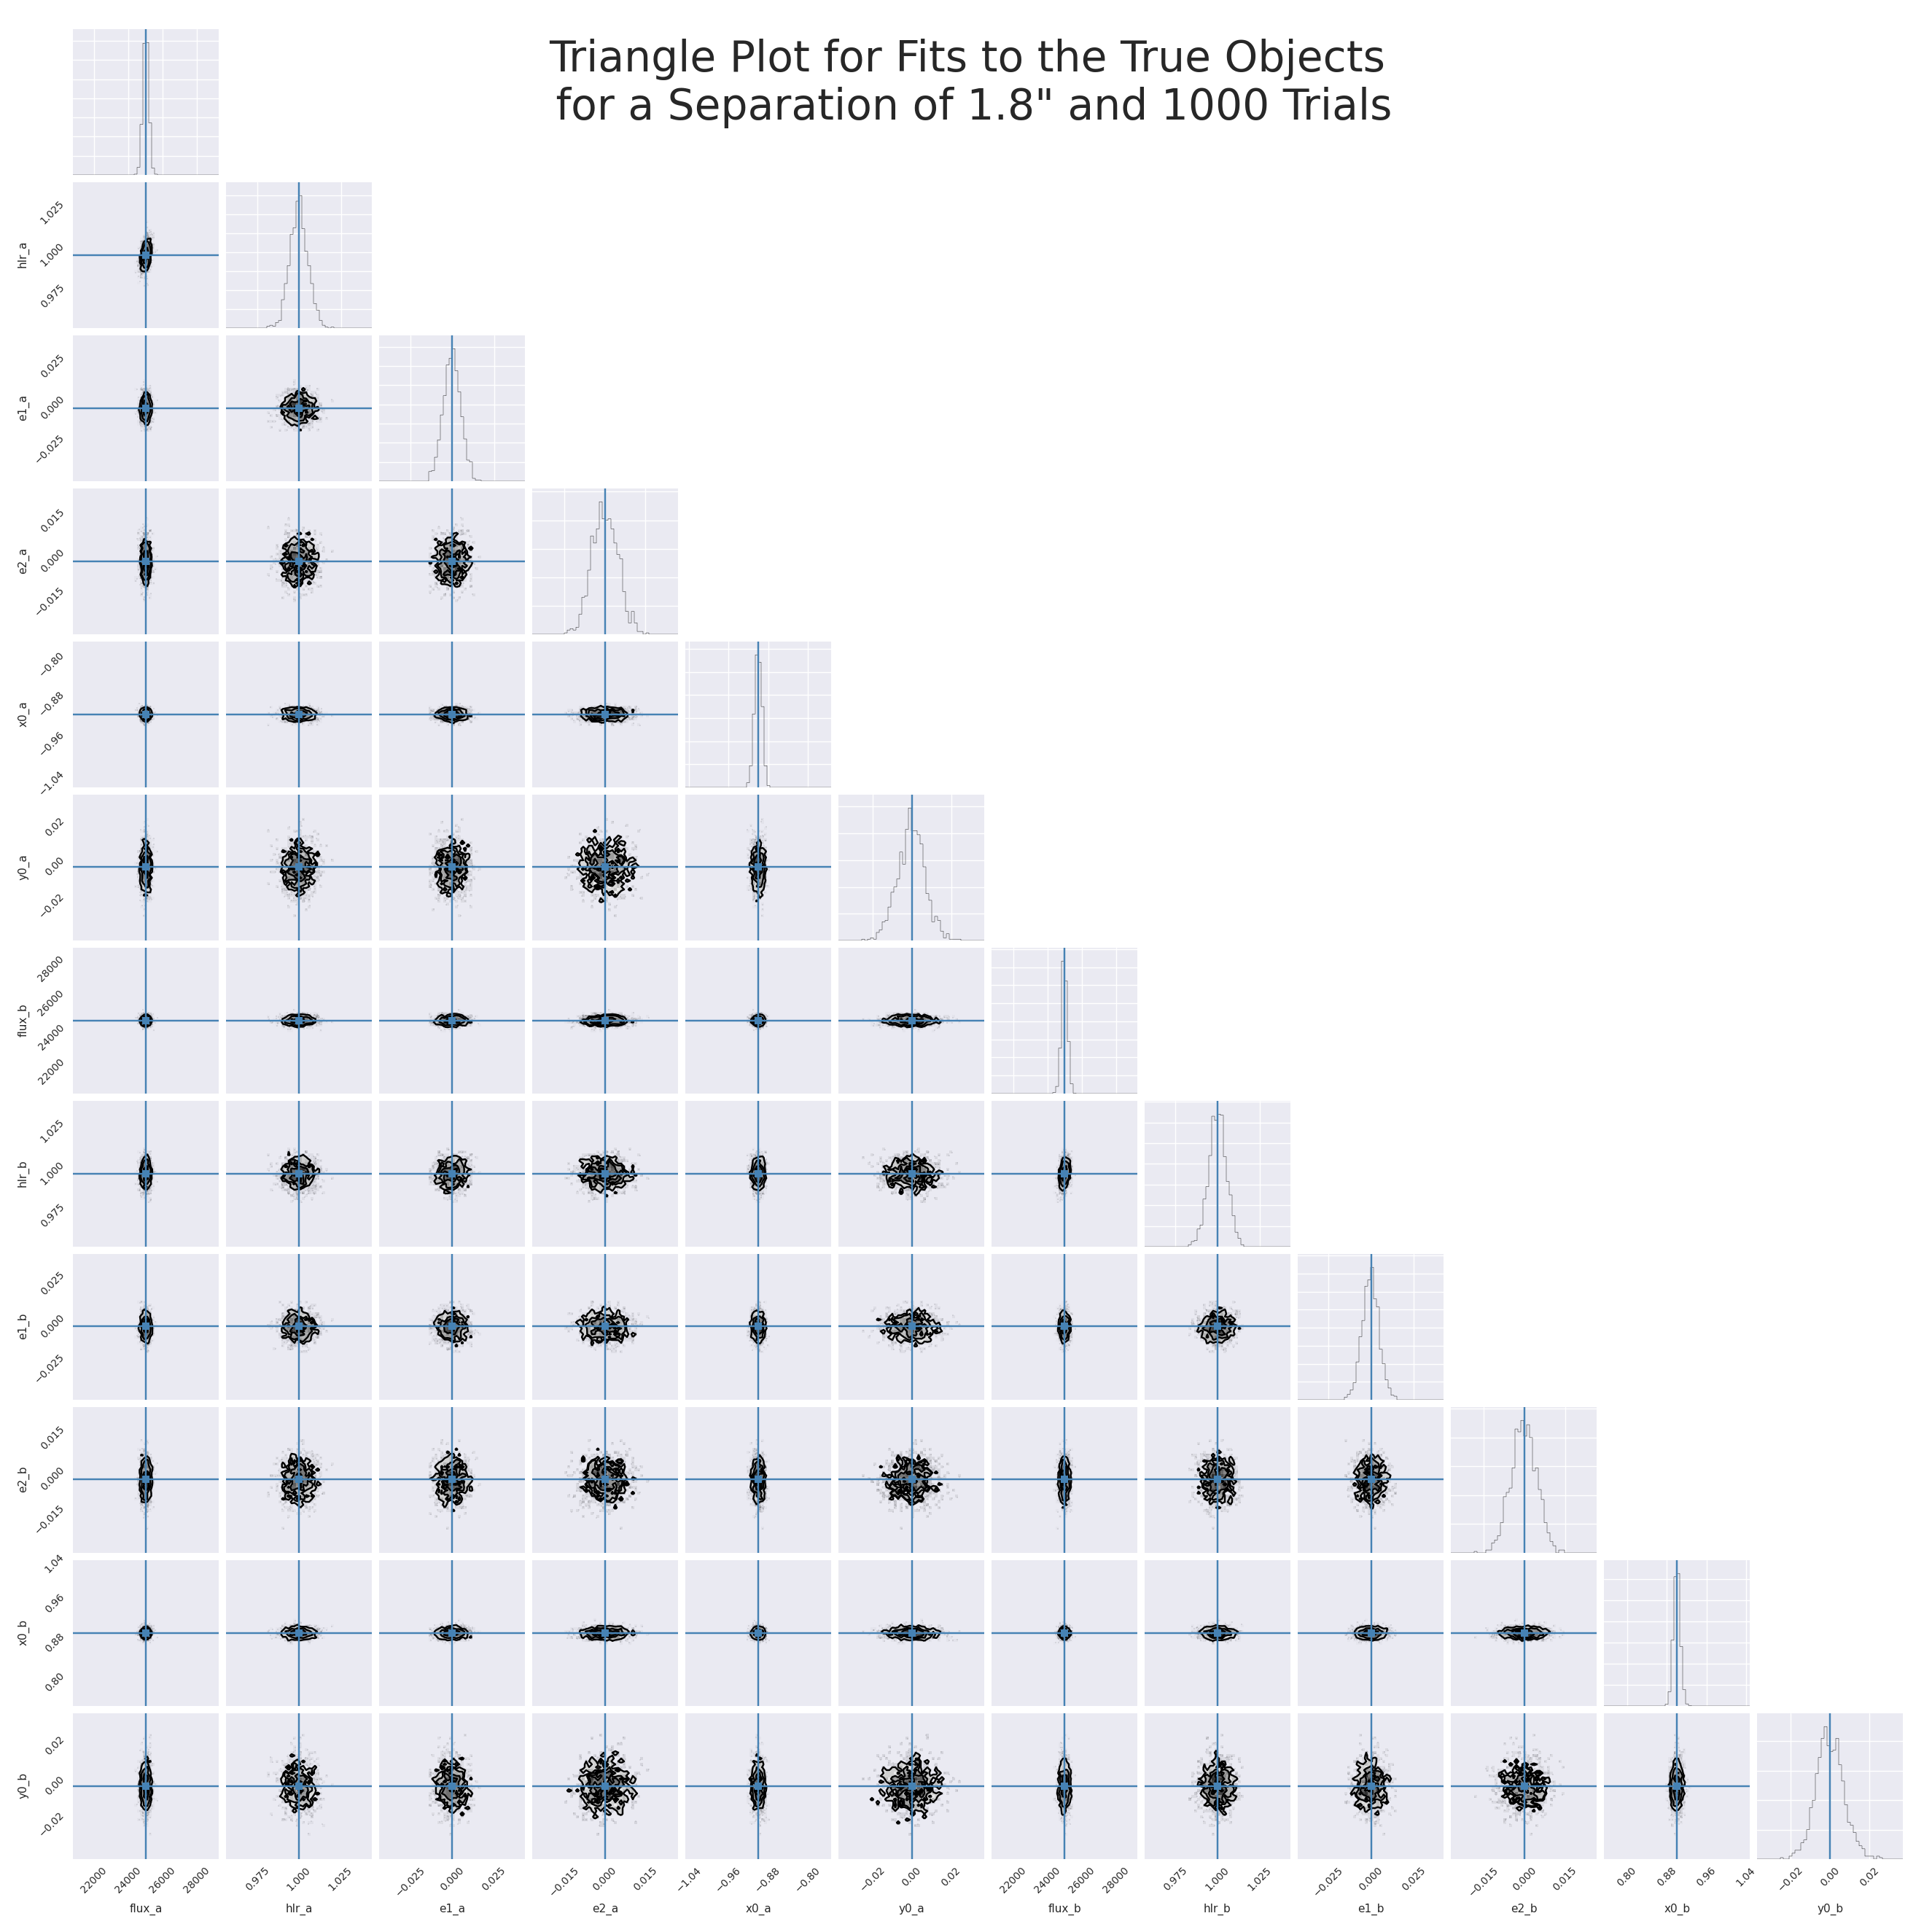 Triangle Plot for Fits to the True Objects
for a Separation of 1.8" and 1000 Trials
hlr_a
1.025
1.000
0.975
e1_a
0.025
0.000
−0.025
e2_a
0.015
0.000
−0.015
x0_a
−0.80
−0.88
−0.96
−1.04
y0_a
0.02
0.00
−0.02
flux_b
28000
26000
24000
22000
hlr_b
1.025
1.000
0.975
e1_b
0.025
0.000
−0.025
e2_b
0.015
0.000
−0.015
x0_b
1.04
0.96
0.88
0.80
y0_b
0.02
0.00
−0.02
22000 24000 26000 28000 0.975 1.000 1.025 −0.025 0.000 0.025 −0.015 0.000 0.015 −1.04 −0.96 −0.88 −0.80 −0.02 0.00 0.02 22000 24000 26000 28000 0.975 1.000 1.025 −0.025 0.000 0.025 −0.015 0.000 0.015 0.80 0.88 0.96 1.04 −0.02 0.00 0.02
flux_a hlr_a e1_a e2_a x0_a y0_a flux_b hlr_b e1_b e2_b x0_b y0_b